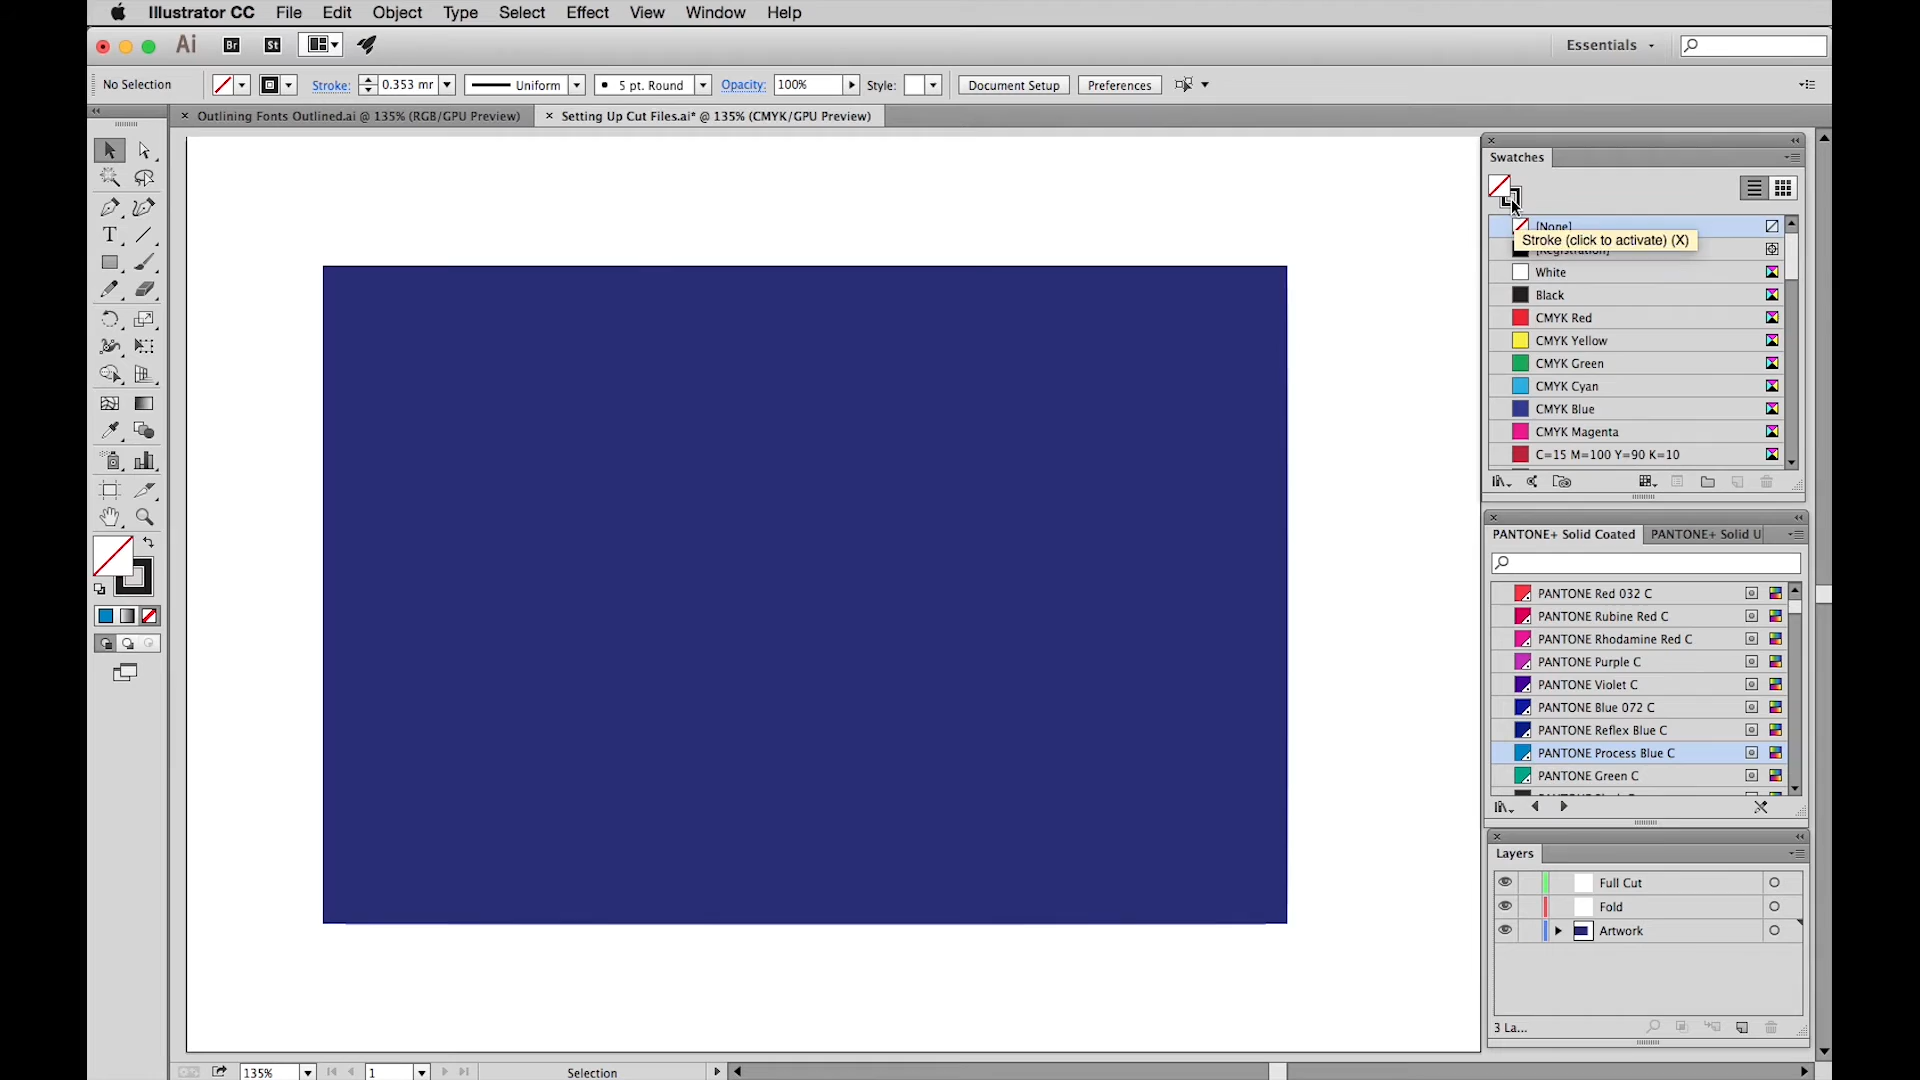 Illustrator CC File Edit Object Type Select Effect View Window Help
Ai Br St Essentials
No Selection Stroke: 0.353 mr Uniform 5 pt. Round Opacity: 100% Style: Document Setup Preferences
Outlining Fonts Outlined.ai @ 135% (RGB/GPU Preview) Setting Up Cut Files.ai* @ 135% (CMYK/GPU Preview)
Swatches
[None]
Stroke (click to activate) (X)
[Registration]
White
Black
CMYK Red
CMYK Yellow
CMYK Green
CMYK Cyan
CMYK Blue
CMYK Magenta
C=15 M=100 Y=90 K=10
PANTONE+ Solid Coated PANTONE+ Solid U
PANTONE Red 032 C
PANTONE Rubine Red C
PANTONE Rhodamine Red C
PANTONE Purple C
PANTONE Violet C
PANTONE Blue 072 C
PANTONE Reflex Blue C
PANTONE Process Blue C
PANTONE Green C
Layers
Full Cut
Fold
Artwork
3 La...
135% 1 Selection